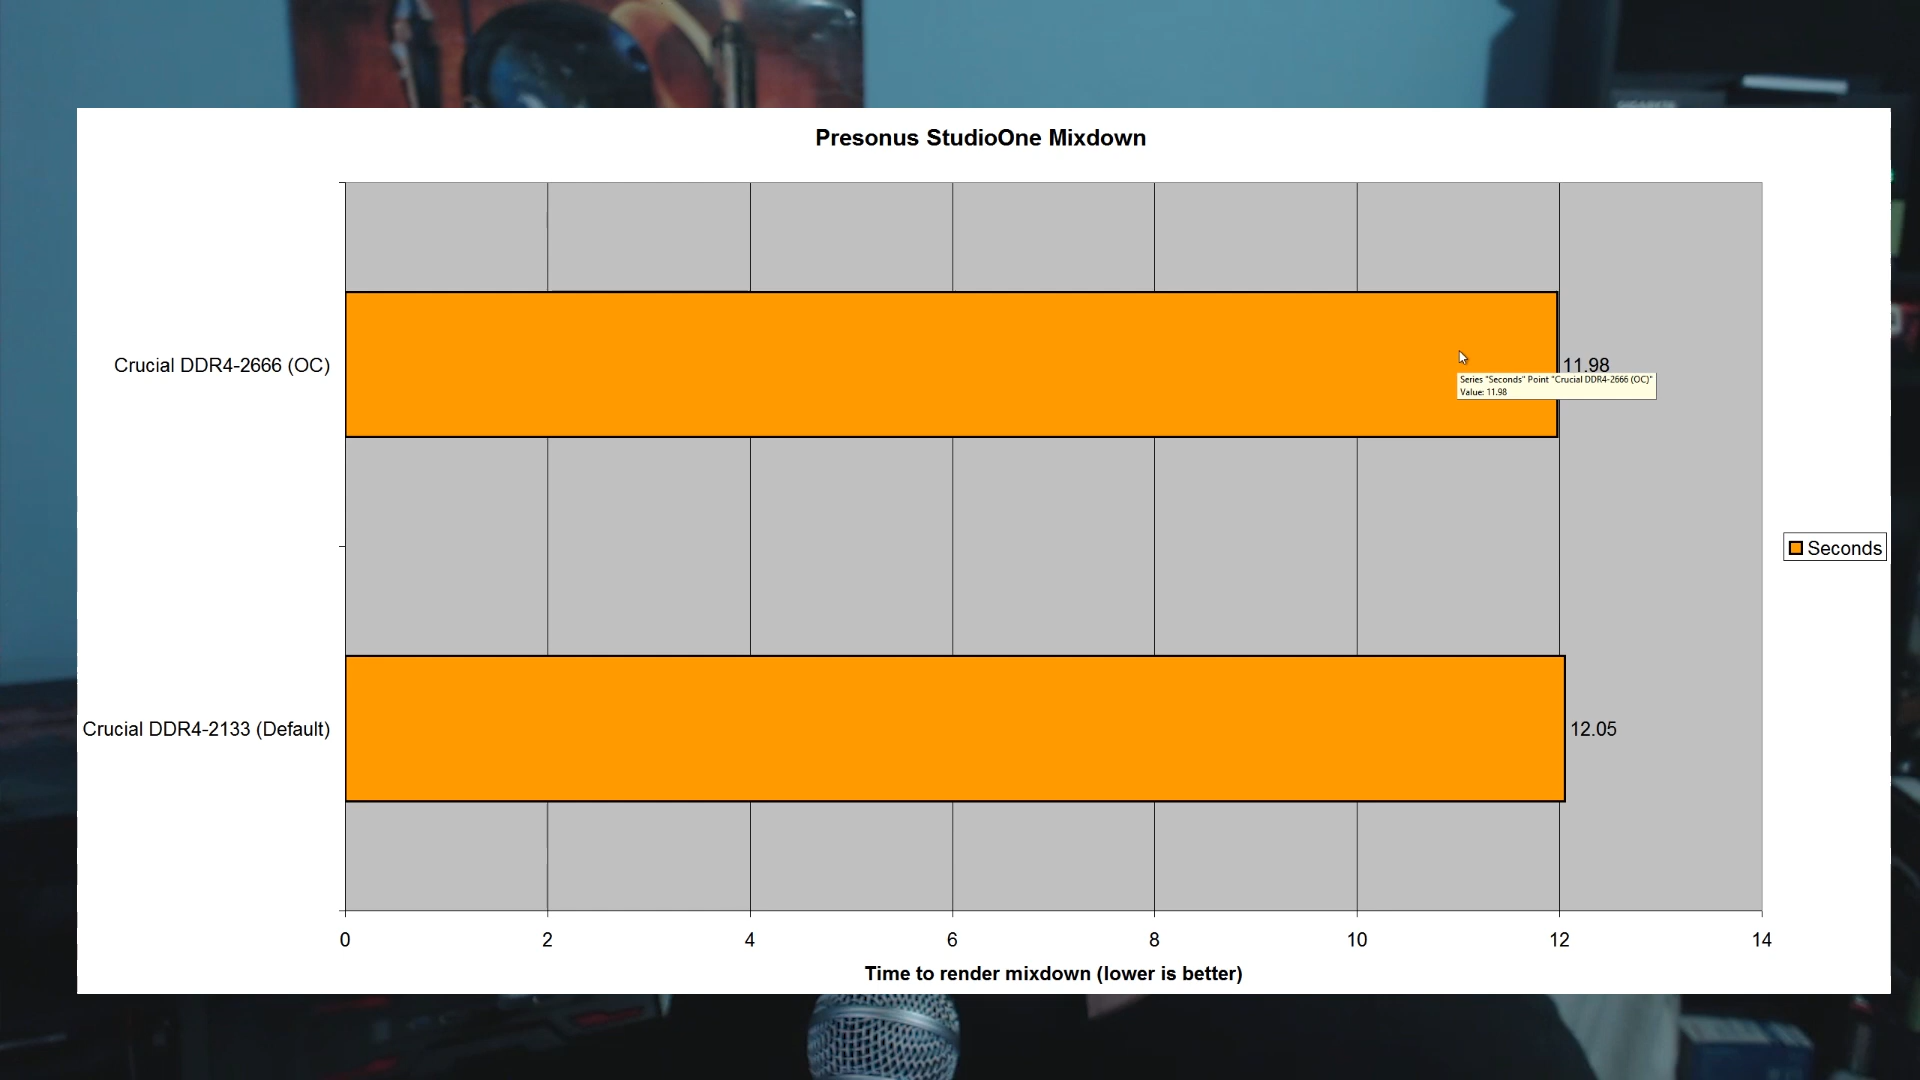 GIGABYTE
Presonus StudioOne Mixdown
Crucial DDR4-2666 (OC)
11.98
Series "Seconds" Point "Crucial DDR4-2666 (OC)"
Value: 11.98
Seconds
Crucial DDR4-2133 (Default)
12.05
0 2 4 6 8 10 12 14
Time to render mixdown (lower is better)